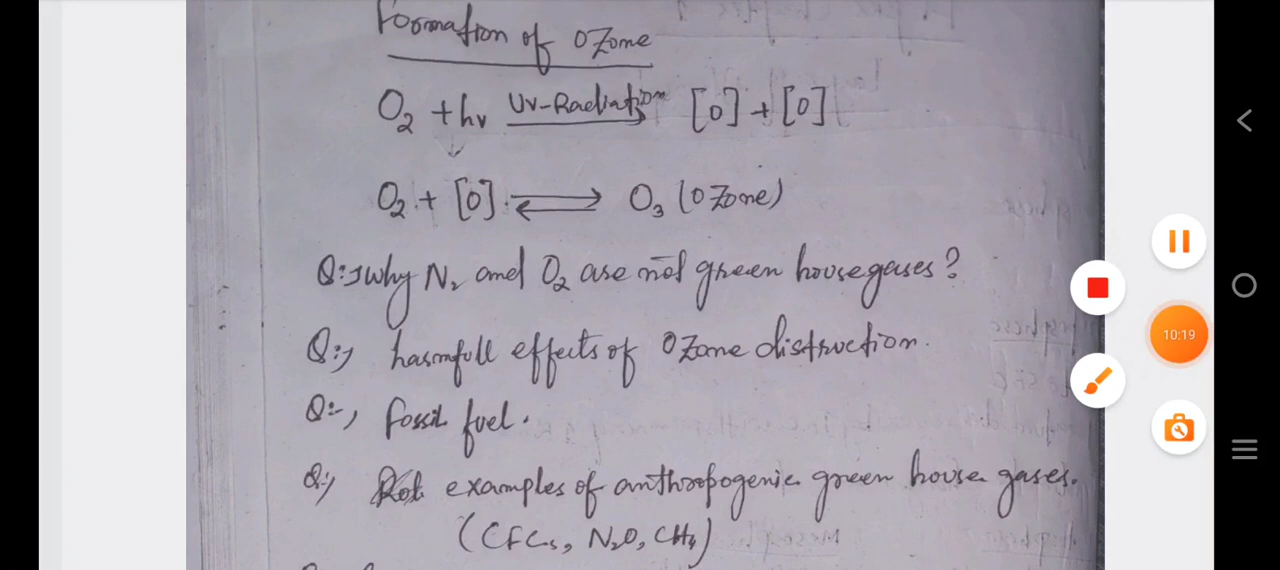 Formation of OZone
O₂ + hv UV-Radiation [O] + [O]
O₂ + [O] ⇌ O₃ (OZone)
Q:, why N₂ and O₂ are not green house gases?
Q:, harmfull effects of OZone distruction.
Q:-, fossil fuel.
Q:, examples of anthropogenic green house gases.
(CFCs, N₂O, CH₄)
10:19